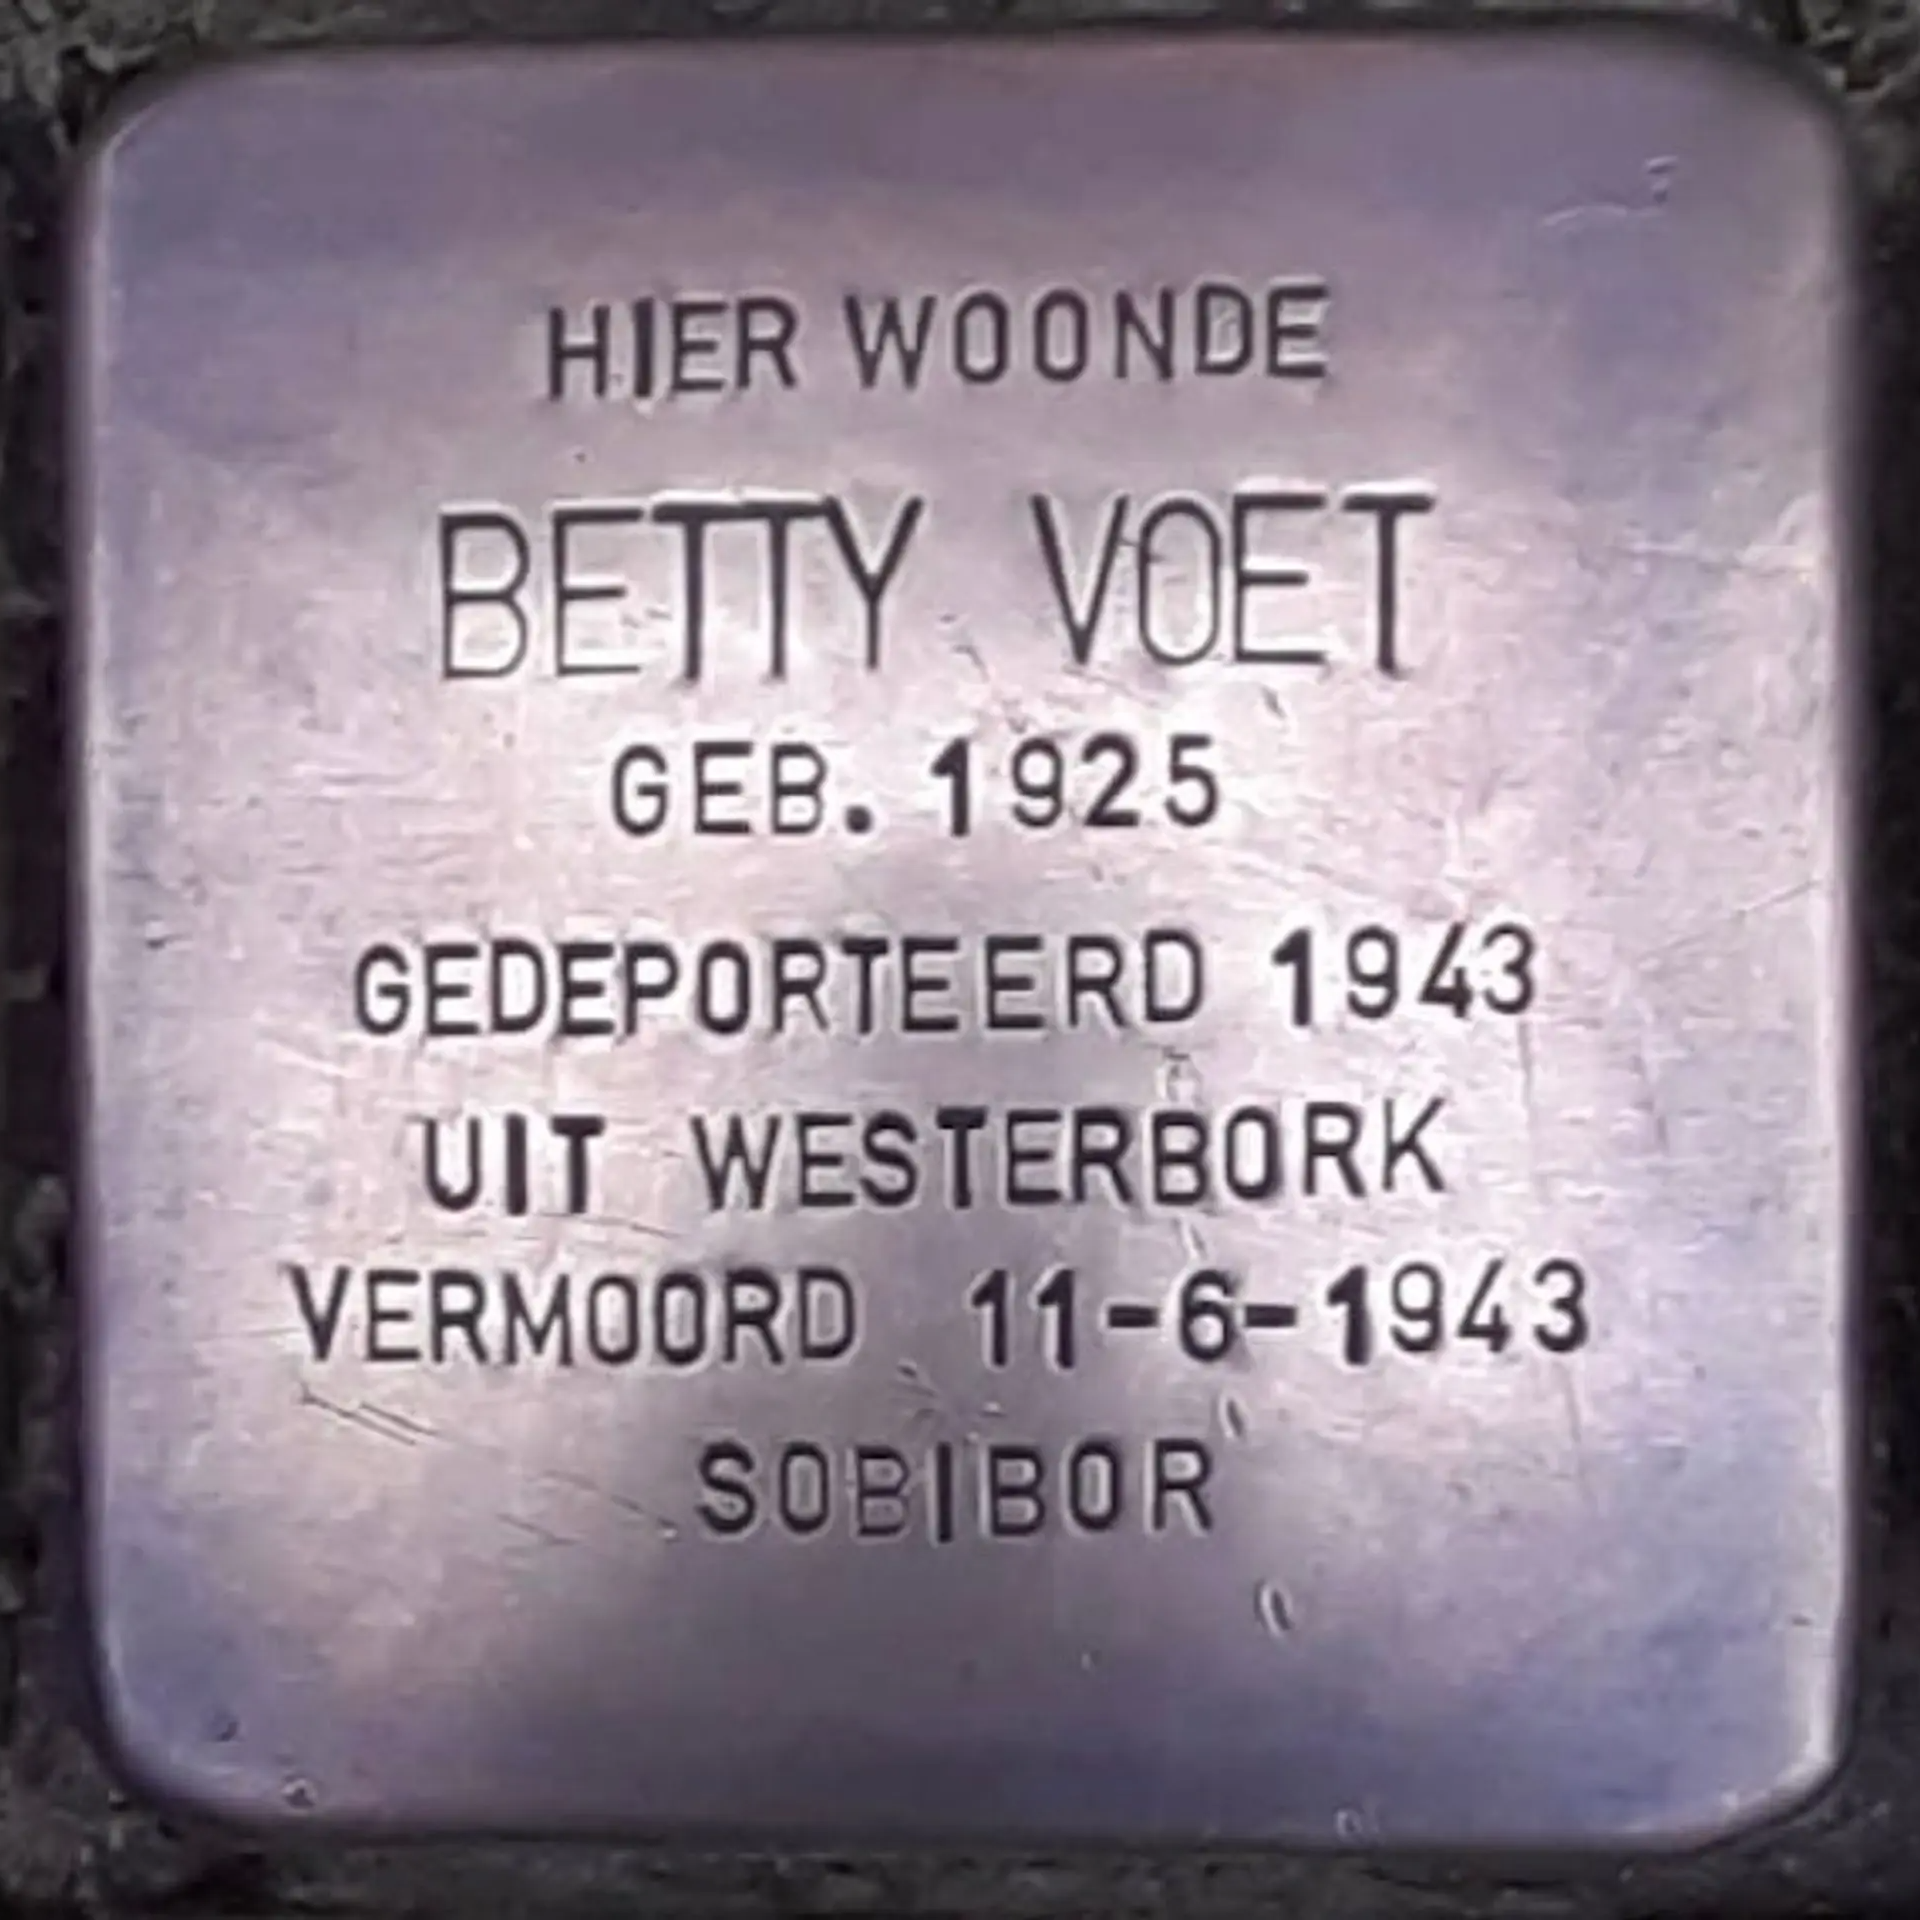 HIER WOONDE
BETTY VOET
GEB. 1925
GEDEPORTEERD 1943
UIT WESTERBORK
VERMOORD 11-6-1943
SOBIBOR